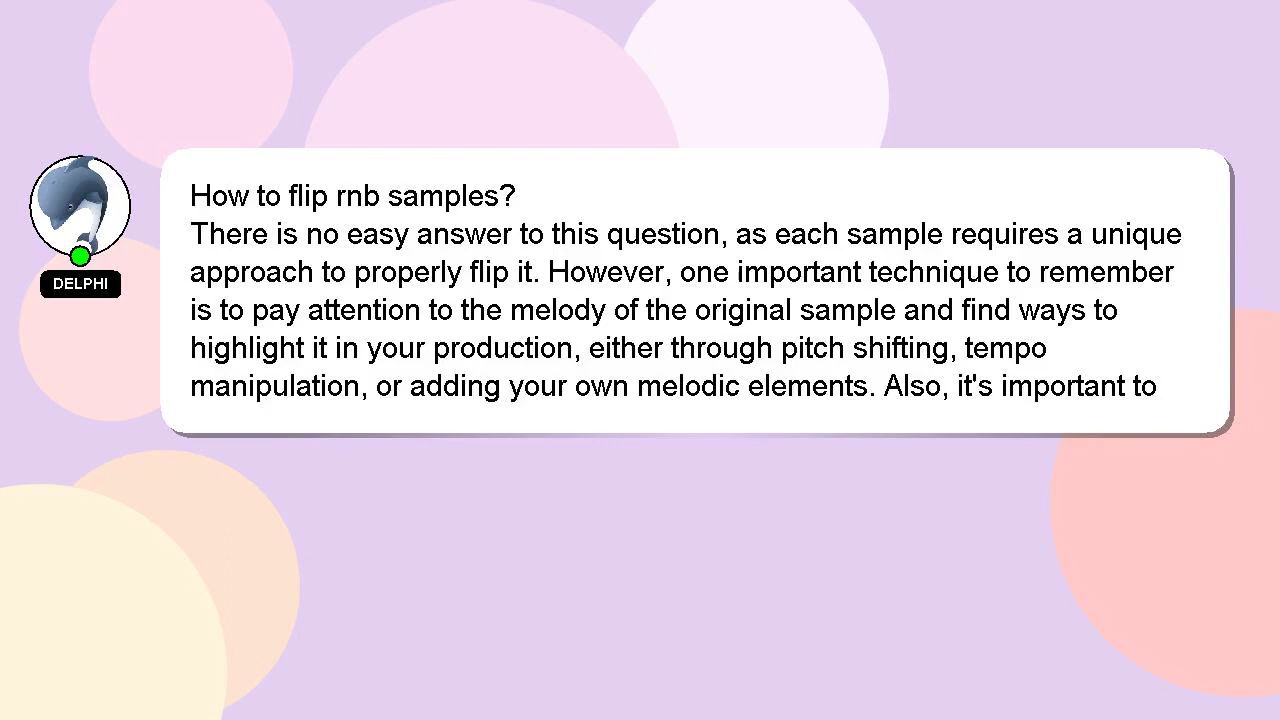 How to flip rnb samples?
There is no easy answer to this question, as each sample requires a unique
approach to properly flip it. However, one important technique to remember
is to pay attention to the melody of the original sample and find ways to
highlight it in your production, either through pitch shifting, tempo
manipulation, or adding your own melodic elements. Also, it's important to
DELPHI